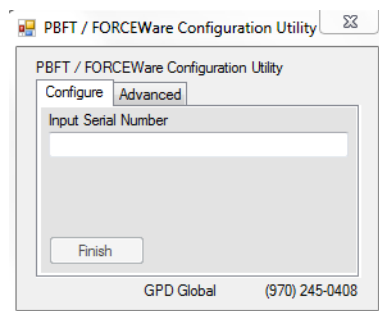 PBFT / FORCEWare Configuration Utility
PBFT / FORCEWare Configuration Utility
Configure Advanced
Input Serial Number
Finish
GPD Global (970) 245-0408